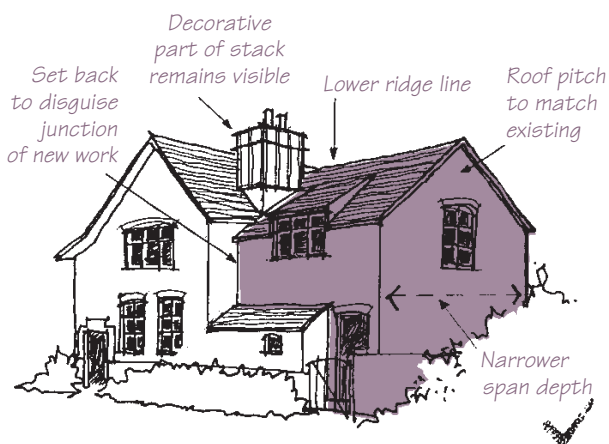 Decorative
part of stack
remains visible
Set back
to disguise
junction
of new work
Lower ridge line
Roof pitch
to match
existing
Narrower
span depth